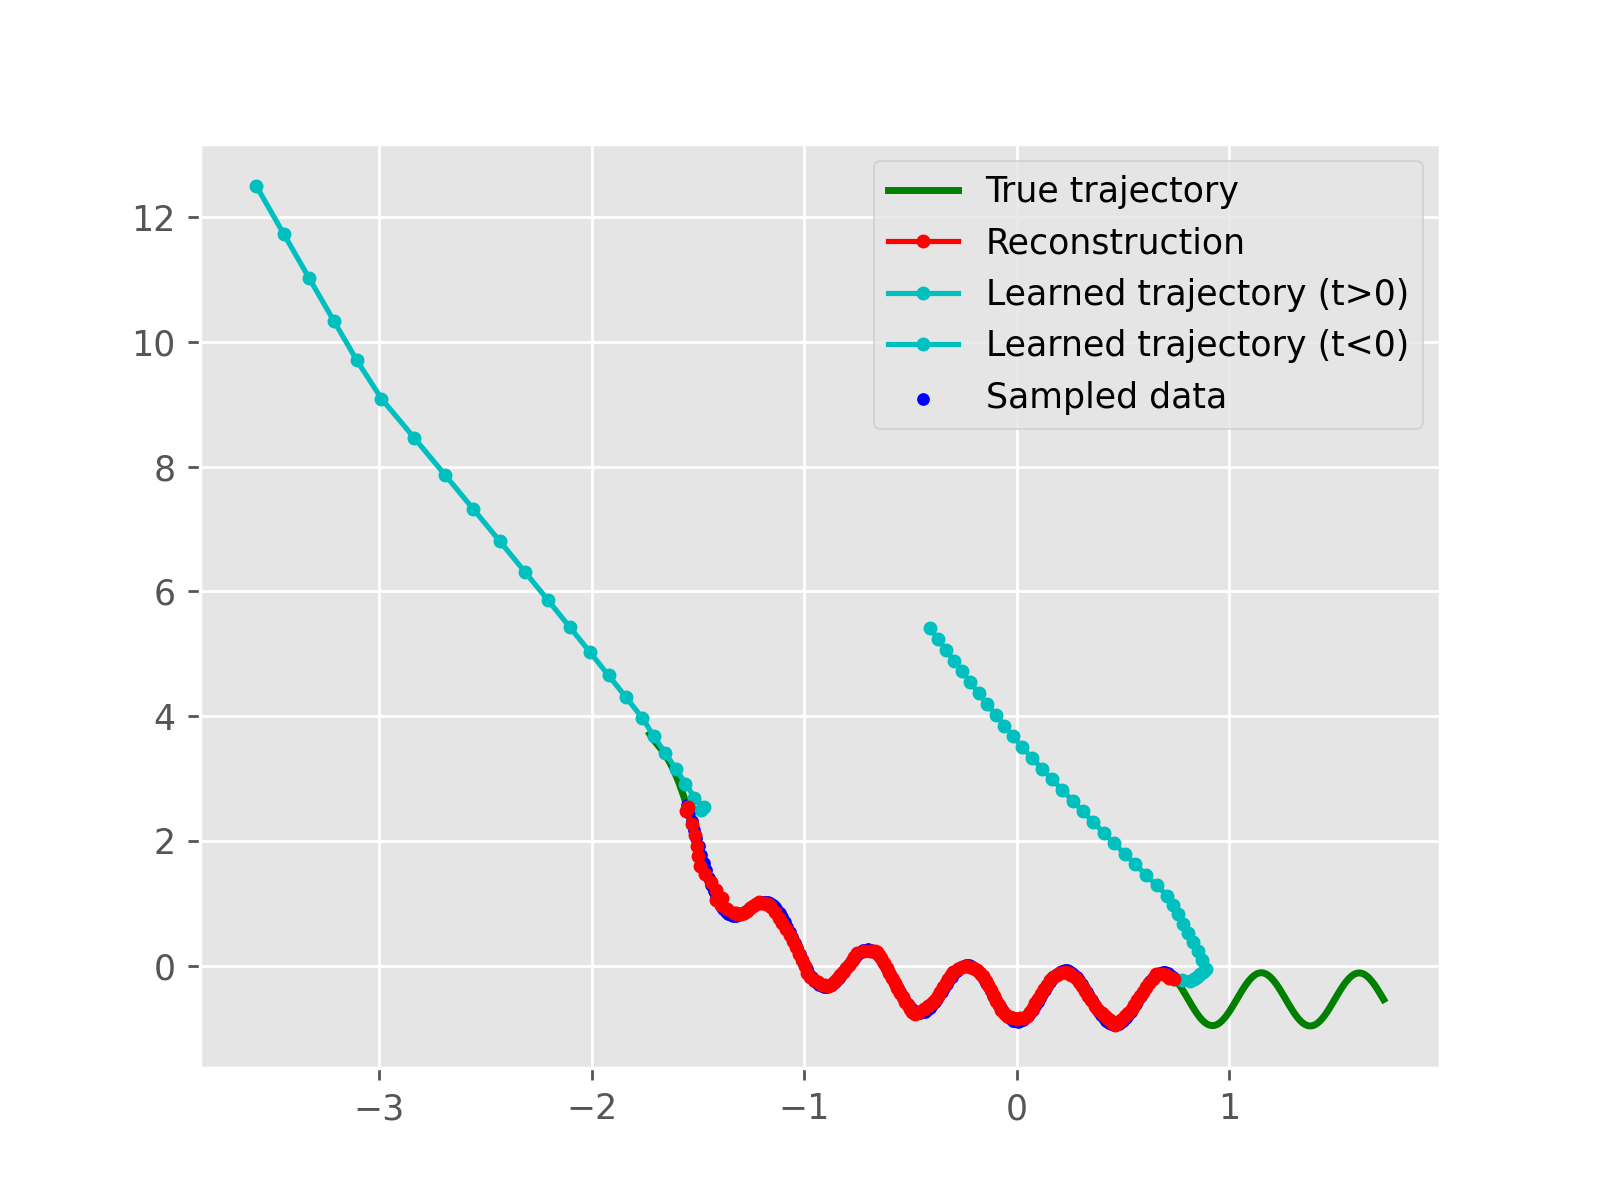 True trajectory
Reconstruction
Learned trajectory (t>0)
Learned trajectory (t<0)
Sampled data
12
10
8
6
4
2
0
−3 −2 −1 0 1